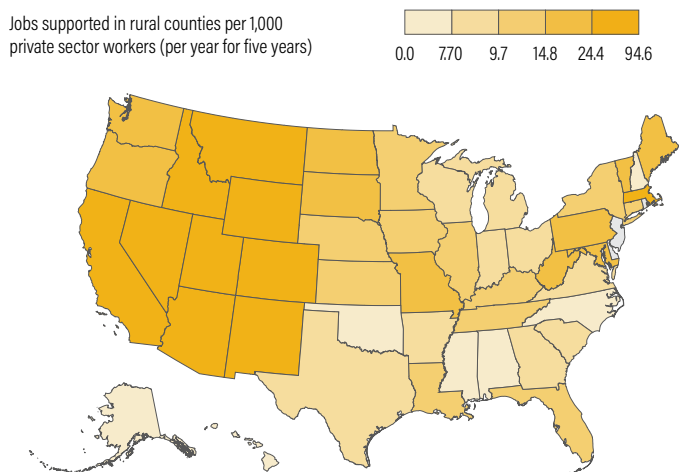 Jobs supported in rural counties per 1,000
private sector workers (per year for five years)
0.0 7.70 9.7 14.8 24.4 94.6